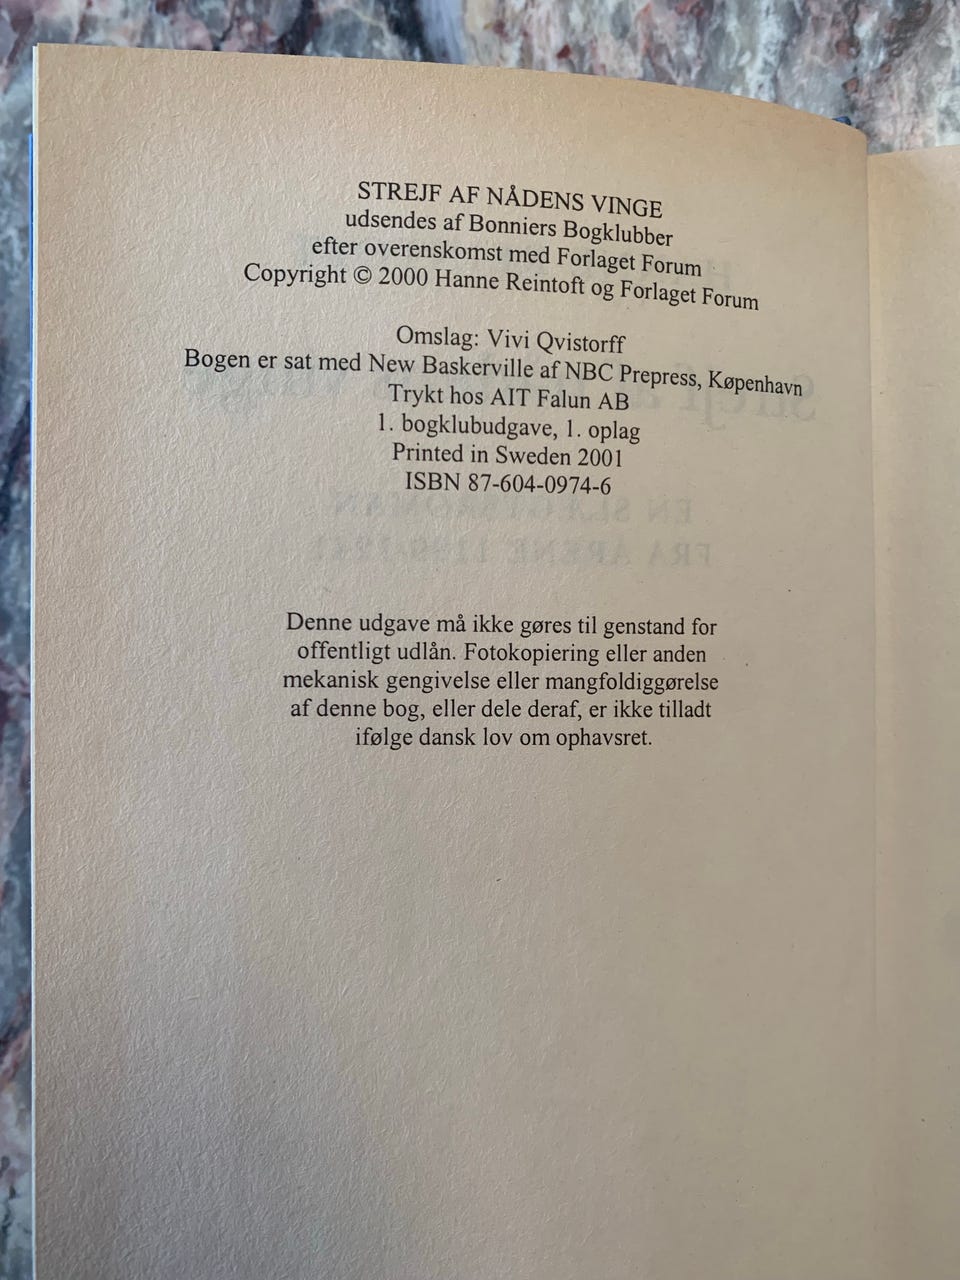 STREJF AF NÅDENS VINGE
udsendes af Bonniers Bogklubber
efter overenskomst med Forlaget Forum
Copyright © 2000 Hanne Reintoft og Forlaget Forum
Omslag: Vivi Qvistorff
Bogen er sat med New Baskerville af NBC Prepress, Køpenhavn
Trykt hos AIT Falun AB
1. bogklubudgave, 1. oplag
Printed in Sweden 2001
ISBN 87-604-0974-6
Denne udgave må ikke gøres til genstand for
offentligt udlån. Fotokopiering eller anden
mekanisk gengivelse eller mangfoldiggørelse
af denne bog, eller dele deraf, er ikke tilladt
ifølge dansk lov om ophavsret.